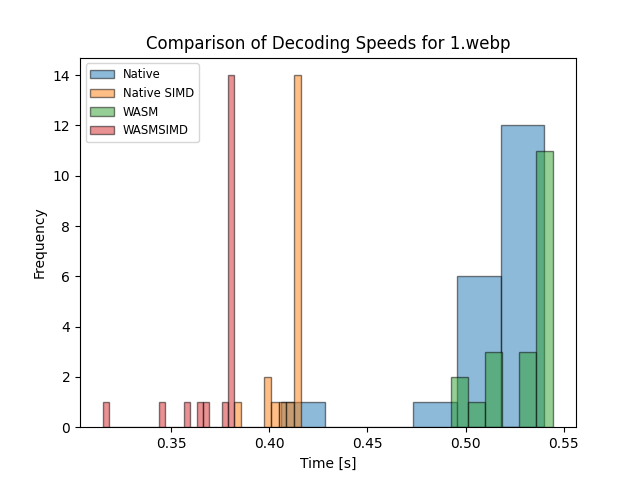 Comparison of Decoding Speeds for 1.webp
Native
Native SIMD
WASM
WASMSIMD
Frequency
14
12
10
8
6
4
2
0
0.35
0.40
0.45
0.50
0.55
Time [s]